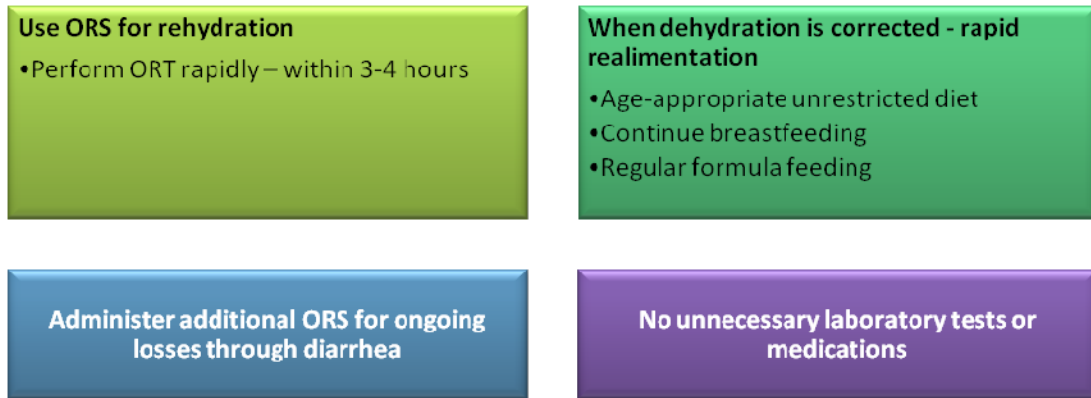 Use ORS for rehydration
•Perform ORT rapidly – within 3-4 hours
When dehydration is corrected - rapid
realimentation
•Age-appropriate unrestricted diet
•Continue breastfeeding
•Regular formula feeding
Administer additional ORS for ongoing
losses through diarrhea
No unnecessary laboratory tests or
medications